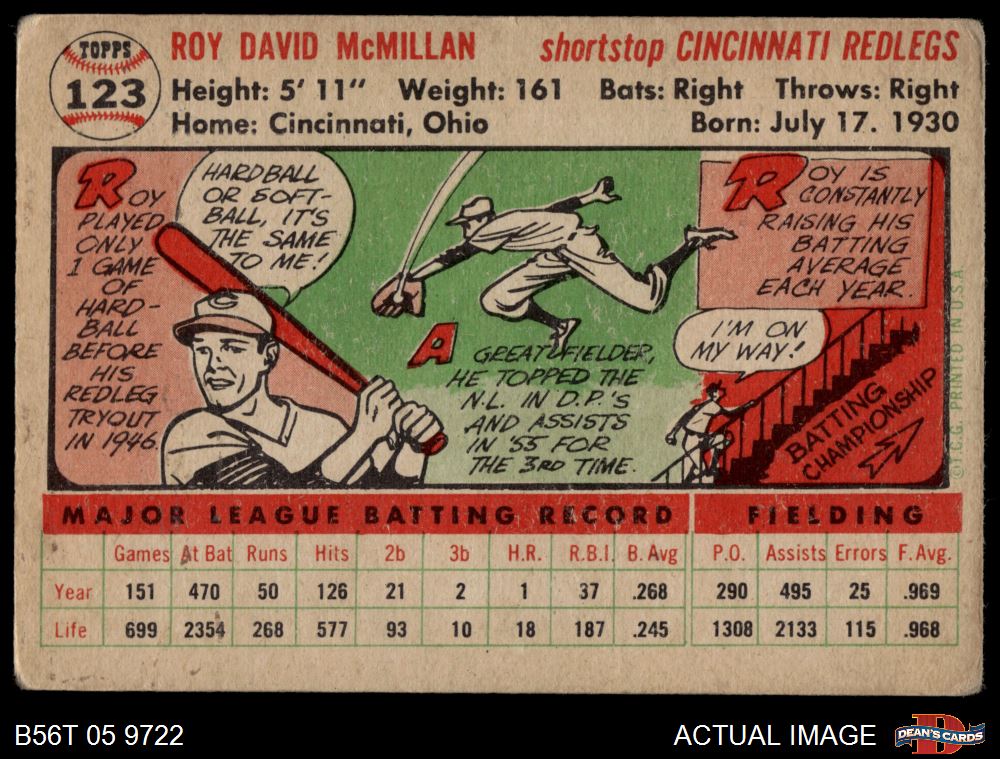 TOPPS
123
ROY DAVID McMILLAN shortstop CINCINNATI REDLEGS
Height: 5' 11" Weight: 161 Bats: Right Throws: Right
Home: Cincinnati, Ohio Born: July 17. 1930
ROY
PLAYED
ONLY
1 GAME
OF
HARD-
BALL
BEFORE
HIS
REDLEG
TRYOUT
IN 1946.
HARDBALL
OR SOFT-
BALL, IT'S
THE SAME
TO ME!
C
A GREAT FIELDER,
HE TOPPED THE
N.L. IN D.P.'S
AND ASSISTS
IN '55 FOR
THE 3RD TIME.
ROY IS
CONSTANTLY
RAISING HIS
BATTING
AVERAGE
EACH YEAR.
I'M ON
MY WAY!
BATTING
CHAMPIONSHIP
©T.C.G. PRINTED IN U.S.A.
MAJOR LEAGUE BATTING RECORD FIELDING
Games At Bat Runs Hits 2b 3b H.R. R.B.I. B. Avg P.O. Assists Errors F. Avg.
Year 151 470 50 126 21 2 1 37 .268 290 495 25 .969
Life 699 2354 268 577 93 10 18 187 .245 1308 2133 115 .968
B56T 05 9722 ACTUAL IMAGE DEAN'S CARDS